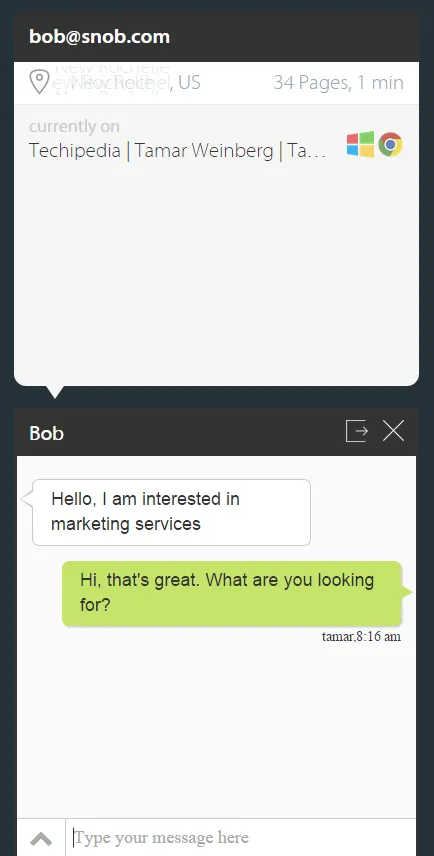 bob@snob.com
New Rochelle, US 34 Pages, 1 min
currently on
Techipedia | Tamar Weinberg | Ta...
Bob
Hello, I am interested in
marketing services
Hi, that's great. What are you looking
for?
tamar,8:16 am
Type your message here